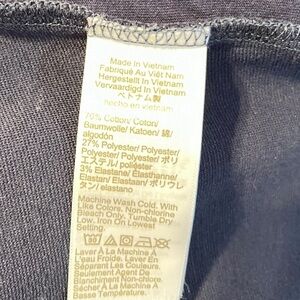 Made In Vietnam
Fabriqué Au Viêt Nam
Hergestellt In Vietnam
Vervaardigd In Vietnam
ベトナム製
hecho en vietnam
70% Cotton/ Coton/
Baumwolle/ Katoen/ 綿/
algodón
27% Polyester/ Polyester/
Polyester/ Polyester/ ポリ
エステル/ poliéster
3% Elastane/ Élasthanne/
Elastan/ Elastaan/ ポリウレ
タン/ elastano
Machine Wash Cold. With
Like Colors. Non-chlorine
Bleach Only. Tumble Dry
Low. Iron On Lowest
Setting.
Laver À La Machine À
L'eau Froide. En
Séparant Les Couleurs.
Seulement Agent De
Blanchiment Non Chloré.
Sécher À La Machine À
Basse Température.